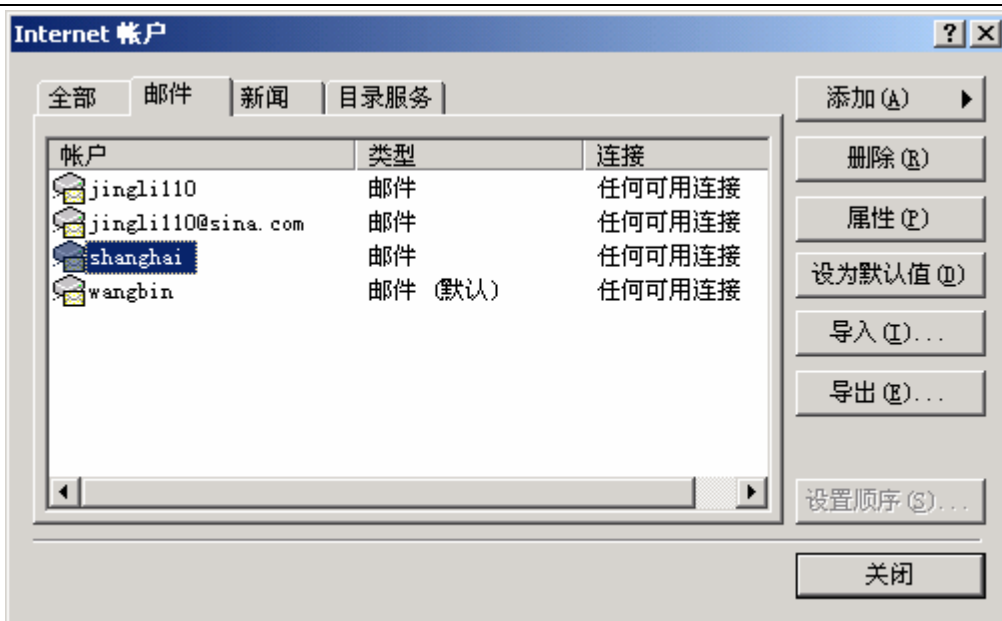 Internet 帐户
全部 邮件 新闻 目录服务
帐户 类型 连接
jingli110 邮件 任何可用连接
jingli110@sina.com 邮件 任何可用连接
shanghai 邮件 任何可用连接
wangbin 邮件 (默认) 任何可用连接
添加(A)
删除(R)
属性(P)
设为默认值(D)
导入(I)...
导出(E)...
设置顺序(S)...
关闭